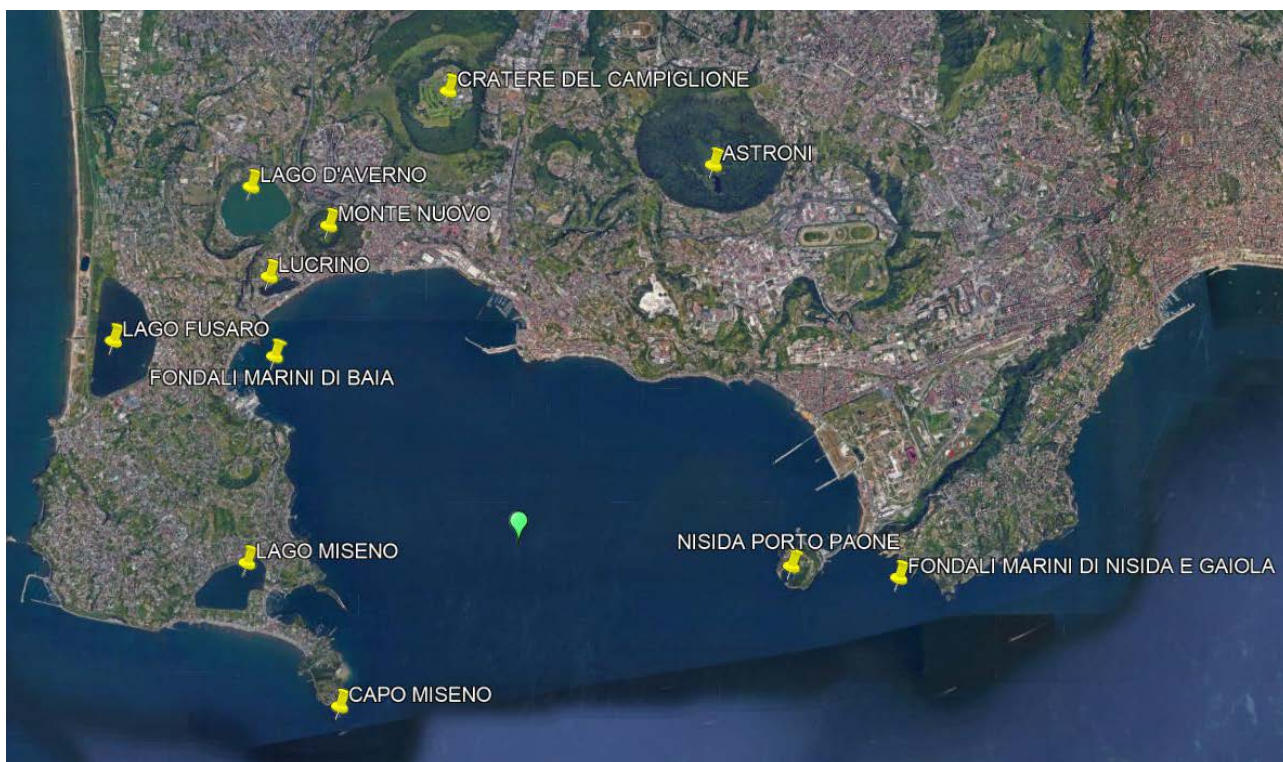 CRATERE DEL CAMPIGLIONE
ASTRONI
LAGO D'AVERNO
MONTE NUOVO
LUCRINO
LAGO FUSARO
FONDALI MARINI DI BAIA
NISIDA PORTO PAONE
LAGO MISENO
FONDALI MARINI DI NISIDA E GAIOLA
CAPO MISENO